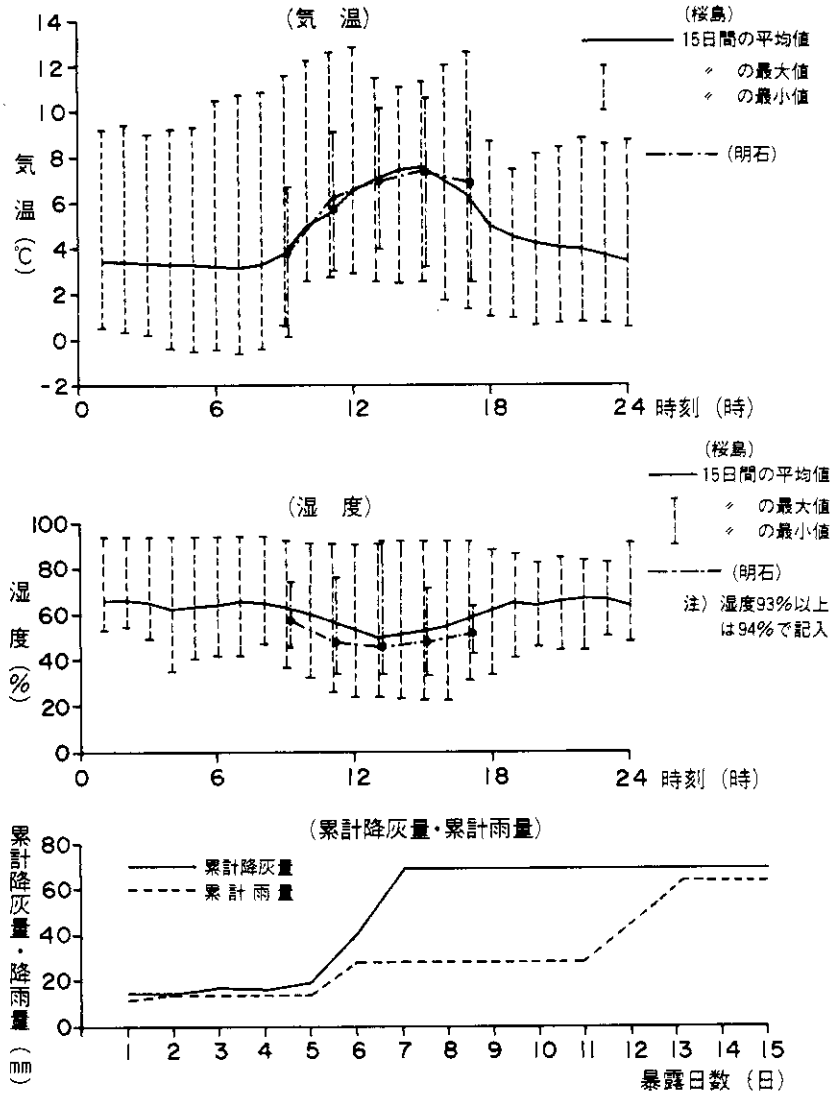 (気 温)
(桜島)
15日間の平均値
〃 の最大値
〃 の最小値
(明石)
気温(℃)
14
12
10
8
6
4
2
0
-2
0 6 12 18 24 時刻(時)
(湿 度)
(桜島)
15日間の平均値
〃 の最大値
〃 の最小値
(明石)
注)湿度93%以上
は94%で記入
湿度(%)
100
80
60
40
20
0
0 6 12 18 24 時刻(時)
(累計降灰量・累計雨量)
累計降灰量
累計雨量
累計降灰量・降雨量(mm)
80
60
40
20
0
1 2 3 4 5 6 7 8 9 10 11 12 13 14 15
暴露日数(日)